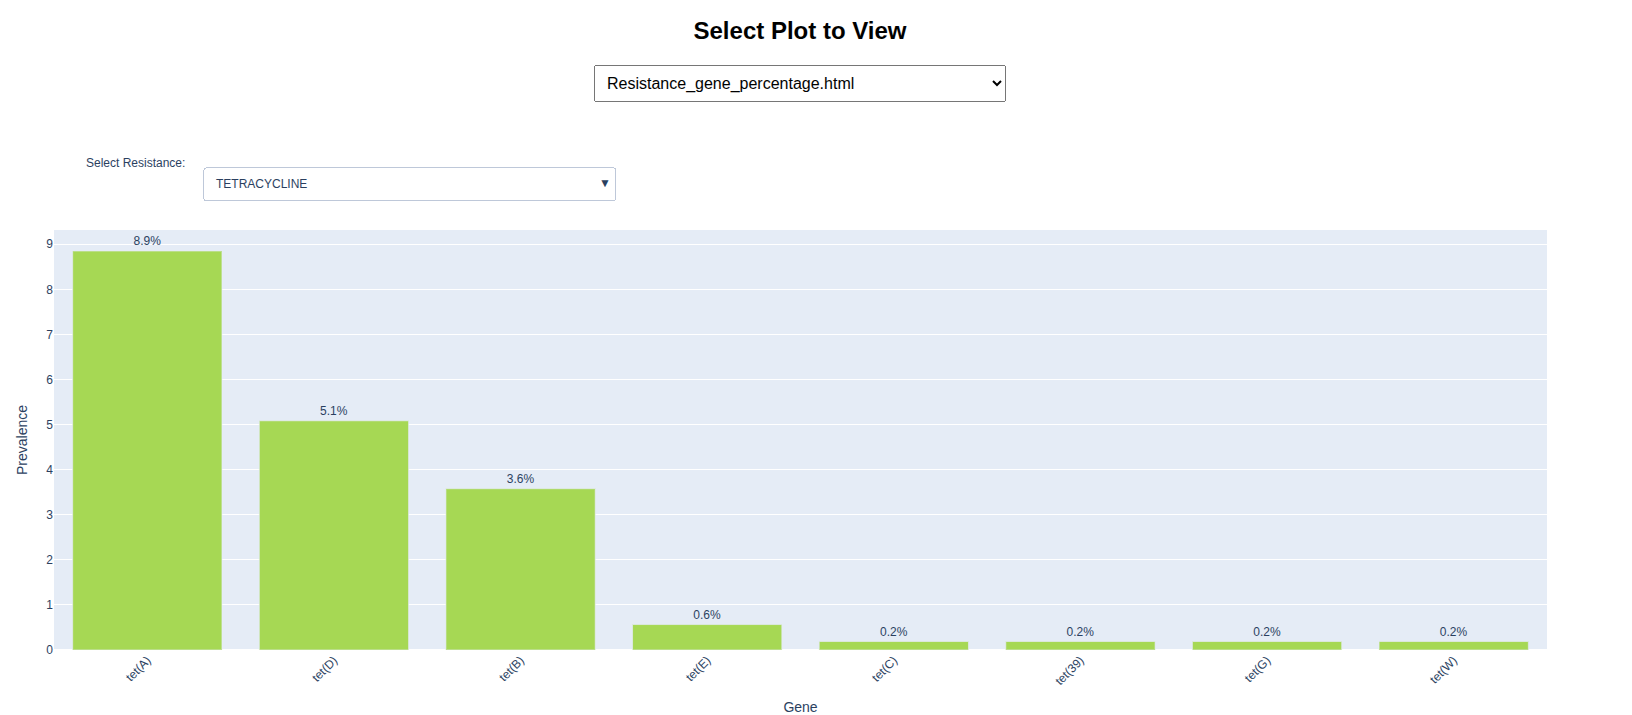 Select Plot to View
Resistance_gene_percentage.html
Select Resistance:
TETRACYCLINE
▼
9
8
7
6
5
4
3
2
1
0
Prevalence
8.9%
5.1%
3.6%
0.6%
0.2%
0.2%
0.2%
0.2%
tet(A)
tet(D)
tet(B)
tet(E)
tet(C)
tet(39)
tet(G)
tet(W)
Gene